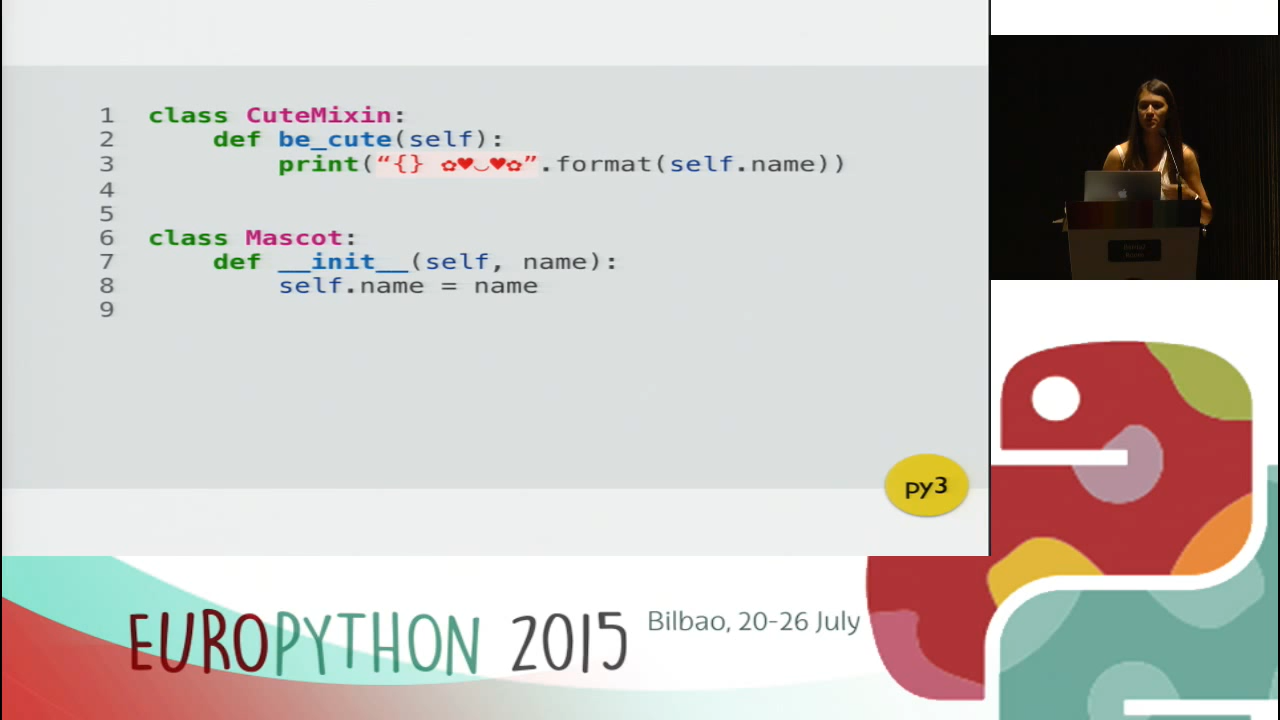 1 class CuteMixin:
2 def be_cute(self):
3 print(“{} ✿♥‿♥✿”.format(self.name))
4
5
6 class Mascot:
7 def __init__(self, name):
8 self.name = name
9
py3
EUROPYTHON 2015
Bilbao, 20-26 July